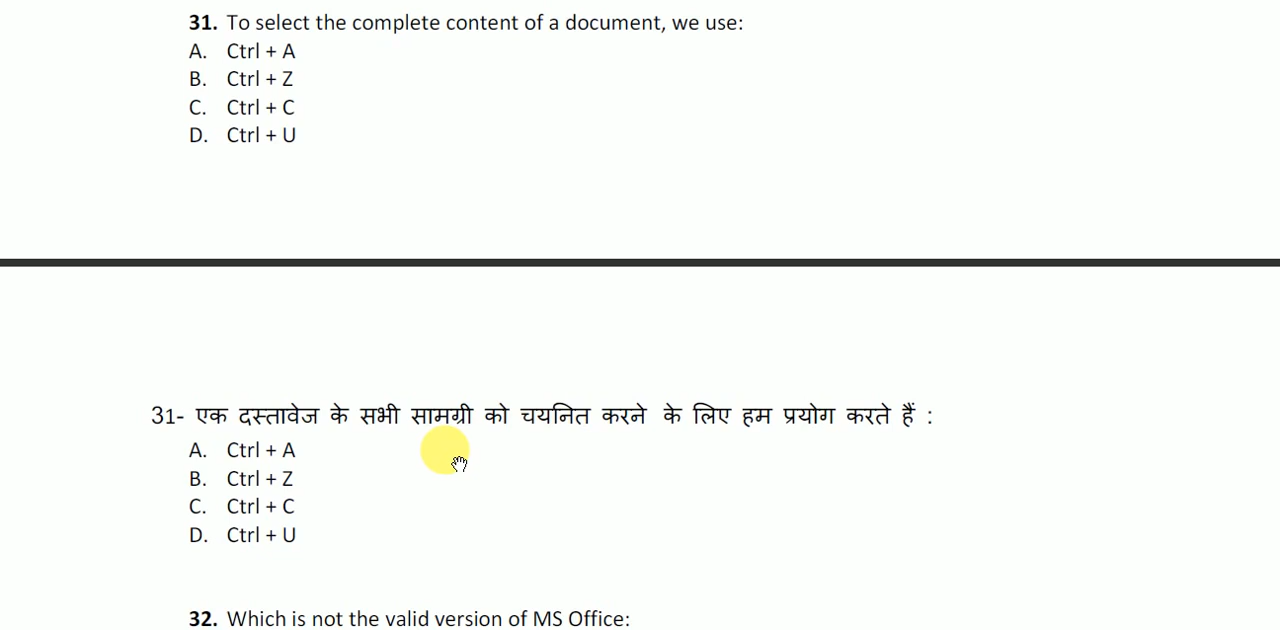 31. To select the complete content of a document, we use:
A. Ctrl + A
B. Ctrl + Z
C. Ctrl + C
D. Ctrl + U
31- एक दस्तावेज के सभी सामग्री को चयनित करने के लिए हम प्रयोग करते हैं :
A. Ctrl + A
B. Ctrl + Z
C. Ctrl + C
D. Ctrl + U
32. Which is not the valid version of MS Office: